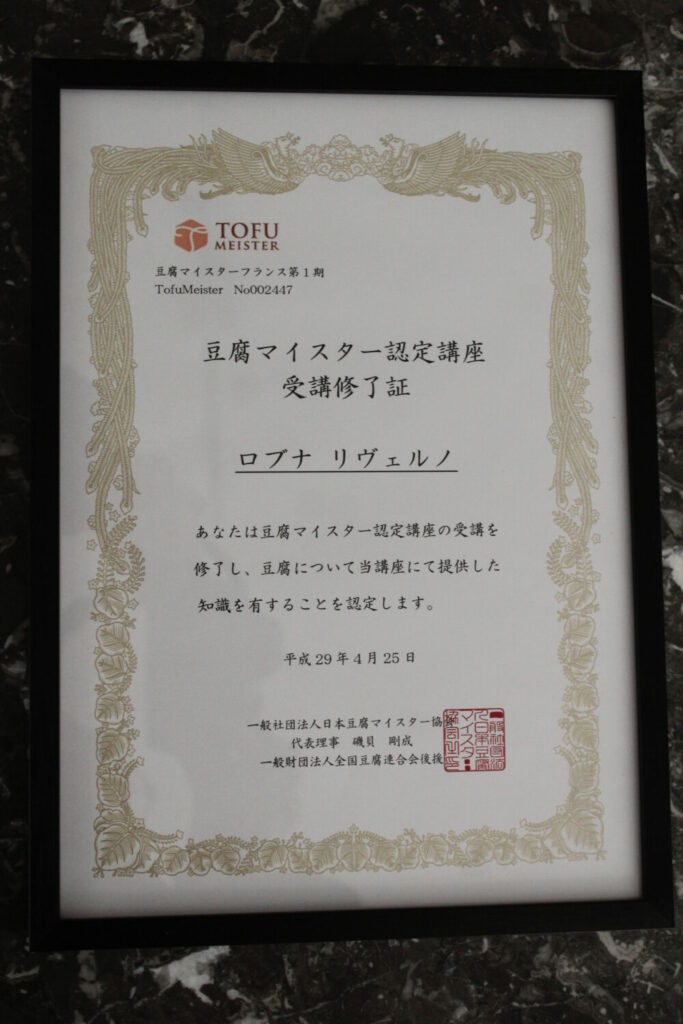 TOFU
MEISTER
豆腐マイスターフランス第1期
TofuMeister No002447
豆腐マイスター認定講座
受講修了証
ロブナ リヴェルノ
あなたは豆腐マイスター認定講座の受講を
修了し、豆腐について当講座にて提供した
知識を有することを認定します。
平成29年4月25日
一般社団法人日本豆腐マイスター協会
代表理事 磯貝 剛成
一般財団法人全国豆腐連合会後援